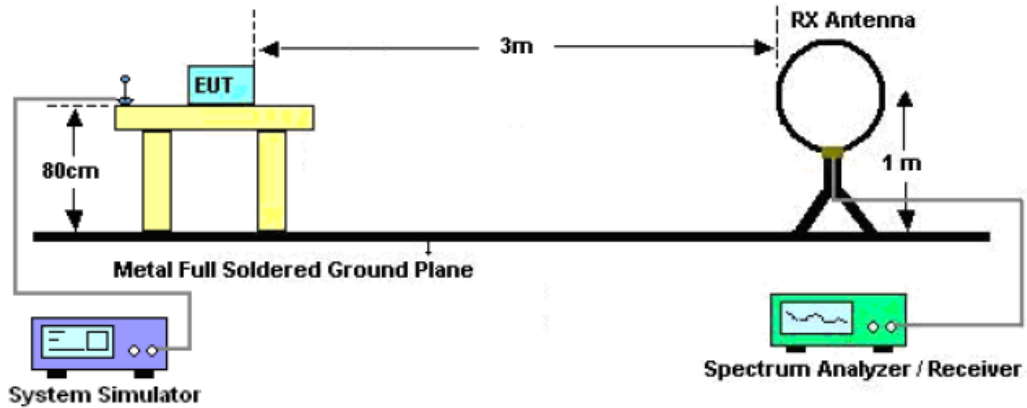 RX Antenna
3m
EUT
80cm
1 m
Metal Full Soldered Ground Plane
Spectrum Analyzer / Receiver
System Simulator